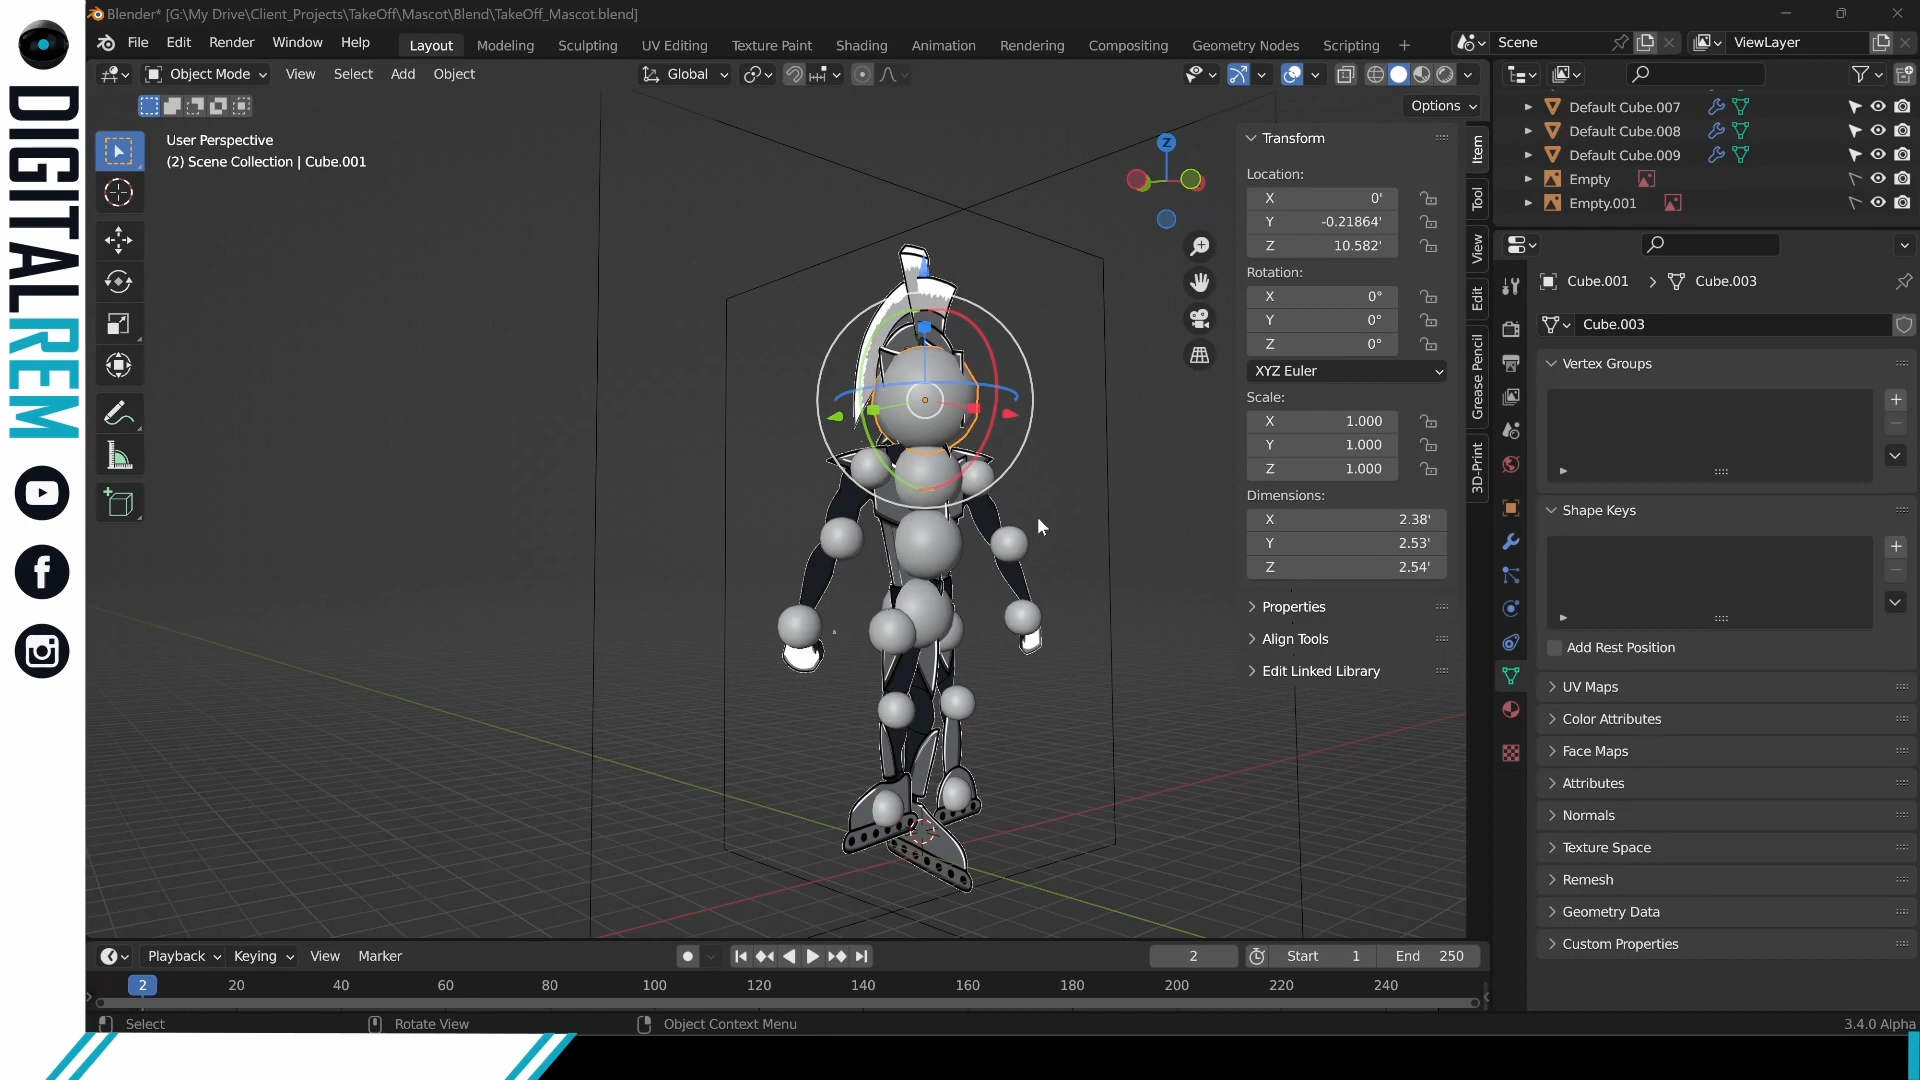 Blender* [G:\My Drive\Client_Projects\TakeOff\Mascot\Blend\TakeOff_Mascot.blend]
File Edit Render Window Help Layout Modeling Sculpting UV Editing Texture Paint Shading Animation Rendering Compositing Geometry Nodes Scripting + Scene ViewLayer
Object Mode View Select Add Object Global
Options
User Perspective
(2) Scene Collection | Cube.001
Z
Transform
Location:
X 0'
Y -0.21864'
Z 10.582'
Rotation:
X 0°
Y 0°
Z 0°
XYZ Euler
Scale:
X 1.000
Y 1.000
Z 1.000
Dimensions:
X 2.38'
Y 2.53'
Z 2.54'
Properties
Align Tools
Edit Linked Library
Item
Tool
View
Edit
Grease Pencil
3D-Print
Default Cube.007
Default Cube.008
Default Cube.009
Empty
Empty.001
Cube.001 > Cube.003
Cube.003
Vertex Groups
Shape Keys
Add Rest Position
UV Maps
Color Attributes
Face Maps
Attributes
Normals
Texture Space
Remesh
Geometry Data
Custom Properties
Playback Keying View Marker 2 Start 1 End 250
2 20 40 60 80 100 120 140 160 180 200 220 240
Select Rotate View Object Context Menu 3.4.0 Alpha
DIGITALREM